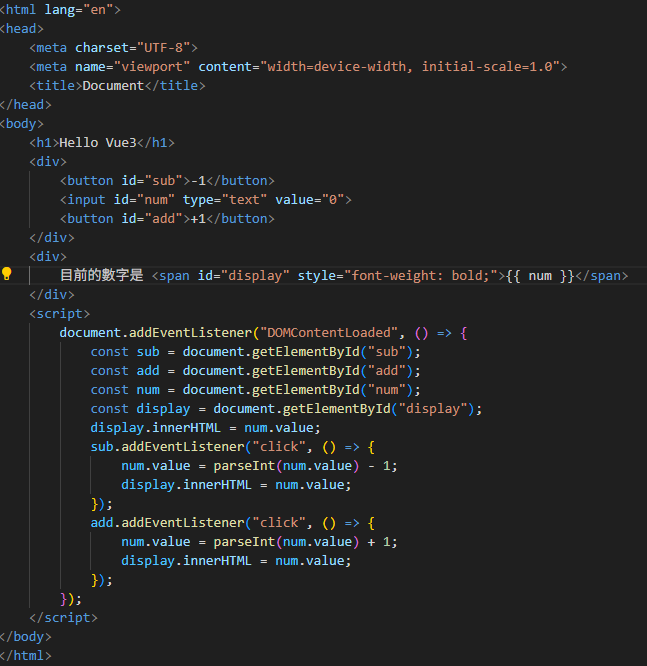 <html lang="en">
<head>
    <meta charset="UTF-8">
    <meta name="viewport" content="width=device-width, initial-scale=1.0">
    <title>Document</title>
</head>
<body>
    <h1>Hello Vue3</h1>
    <div>
        <button id="sub">-1</button>
        <input id="num" type="text" value="0">
        <button id="add">+1</button>
    </div>
    <div>
        目前的數字是 <span id="display" style="font-weight: bold;">{{ num }}</span>
    </div>
    <script>
        document.addEventListener("DOMContentLoaded", () => {
            const sub = document.getElementById("sub");
            const add = document.getElementById("add");
            const num = document.getElementById("num");
            const display = document.getElementById("display");
            display.innerHTML = num.value;
            sub.addEventListener("click", () => {
                num.value = parseInt(num.value) - 1;
                display.innerHTML = num.value;
            });
            add.addEventListener("click", () => {
                num.value = parseInt(num.value) + 1;
                display.innerHTML = num.value;
            });
        });
    </script>
</body>
</html>